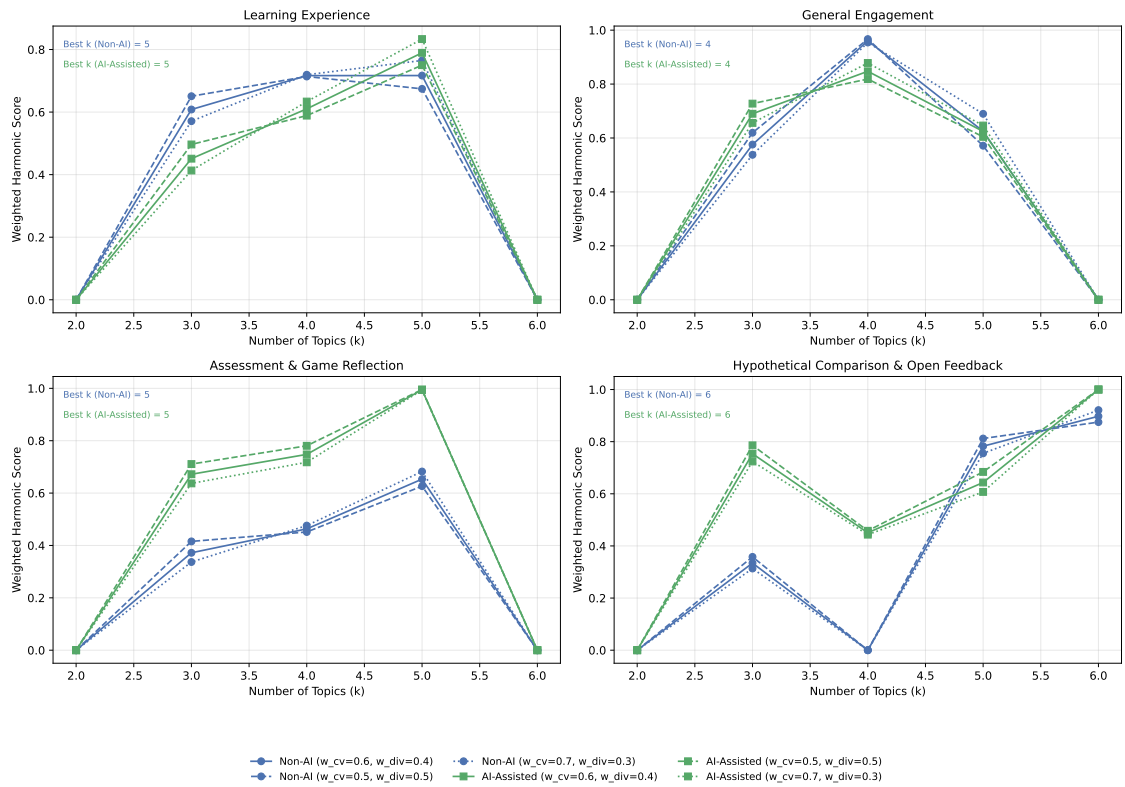 Learning Experience
Best k (Non-AI) = 5
Best k (AI-Assisted) = 5
Weighted Harmonic Score
0.8
0.6
0.4
0.2
0.0
2.0 2.5 3.0 3.5 4.0 4.5 5.0 5.5 6.0
Number of Topics (k)
General Engagement
Best k (Non-AI) = 4
Best k (AI-Assisted) = 4
Weighted Harmonic Score
1.0
0.8
0.6
0.4
0.2
0.0
2.0 2.5 3.0 3.5 4.0 4.5 5.0 5.5 6.0
Number of Topics (k)
Assessment & Game Reflection
Best k (Non-AI) = 5
Best k (AI-Assisted) = 5
Weighted Harmonic Score
1.0
0.8
0.6
0.4
0.2
0.0
2.0 2.5 3.0 3.5 4.0 4.5 5.0 5.5 6.0
Number of Topics (k)
Hypothetical Comparison & Open Feedback
Best k (Non-AI) = 6
Best k (AI-Assisted) = 6
Weighted Harmonic Score
1.0
0.8
0.6
0.4
0.2
0.0
2.0 2.5 3.0 3.5 4.0 4.5 5.0 5.5 6.0
Number of Topics (k)
Non-AI (w_cv=0.6, w_div=0.4)
Non-AI (w_cv=0.5, w_div=0.5)
Non-AI (w_cv=0.7, w_div=0.3)
AI-Assisted (w_cv=0.6, w_div=0.4)
AI-Assisted (w_cv=0.5, w_div=0.5)
AI-Assisted (w_cv=0.7, w_div=0.3)